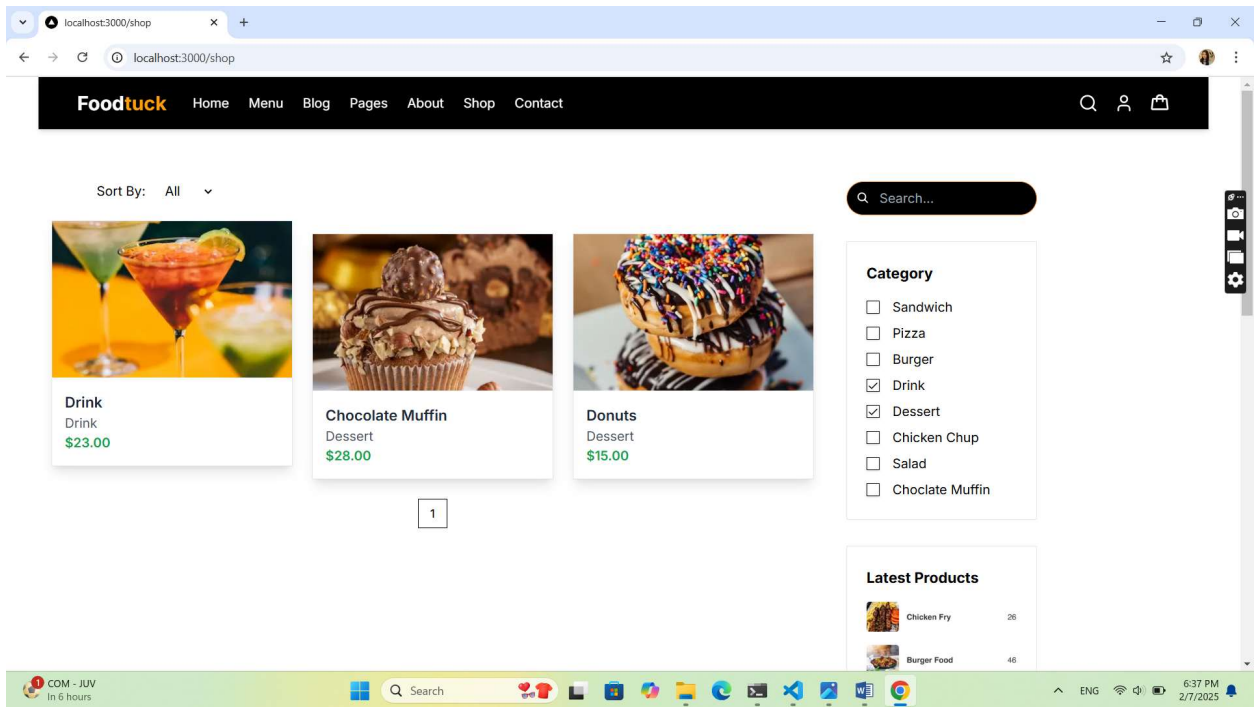 localhost:3000/shop
localhost:3000/shop
Foodtuck Home Menu Blog Pages About Shop Contact
Sort By: All
Search...
Drink
Drink
$23.00
Chocolate Muffin
Dessert
$28.00
Donuts
Dessert
$15.00
1
Category
Sandwich
Pizza
Burger
Drink
Dessert
Chicken Chup
Salad
Choclate Muffin
Latest Products
Chicken Fry 26
Burger Food 46
1
COM - JUV
In 6 hours
Search
ENG
6:37 PM
2/7/2025